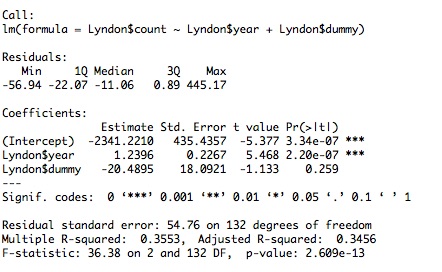 Call:
lm(formula = Lyndon$count ~ Lyndon$year + Lyndon$dummy)
Residuals:
Min 1Q Median 3Q Max
-56.94 -22.07 -11.06 0.89 445.17
Coefficients:
Estimate Std. Error t value Pr(>|t|)
(Intercept) -2341.2210 435.4357 -5.377 3.34e-07 ***
Lyndon$year 1.2396 0.2267 5.468 2.20e-07 ***
Lyndon$dummy -20.4895 18.0921 -1.133 0.259
---
Signif. codes: 0 ‘***’ 0.001 ‘**’ 0.01 ‘*’ 0.05 ‘.’ 0.1 ‘ ’ 1
Residual standard error: 54.76 on 132 degrees of freedom
Multiple R-squared: 0.3553, Adjusted R-squared: 0.3456
F-statistic: 36.38 on 2 and 132 DF, p-value: 2.609e-13